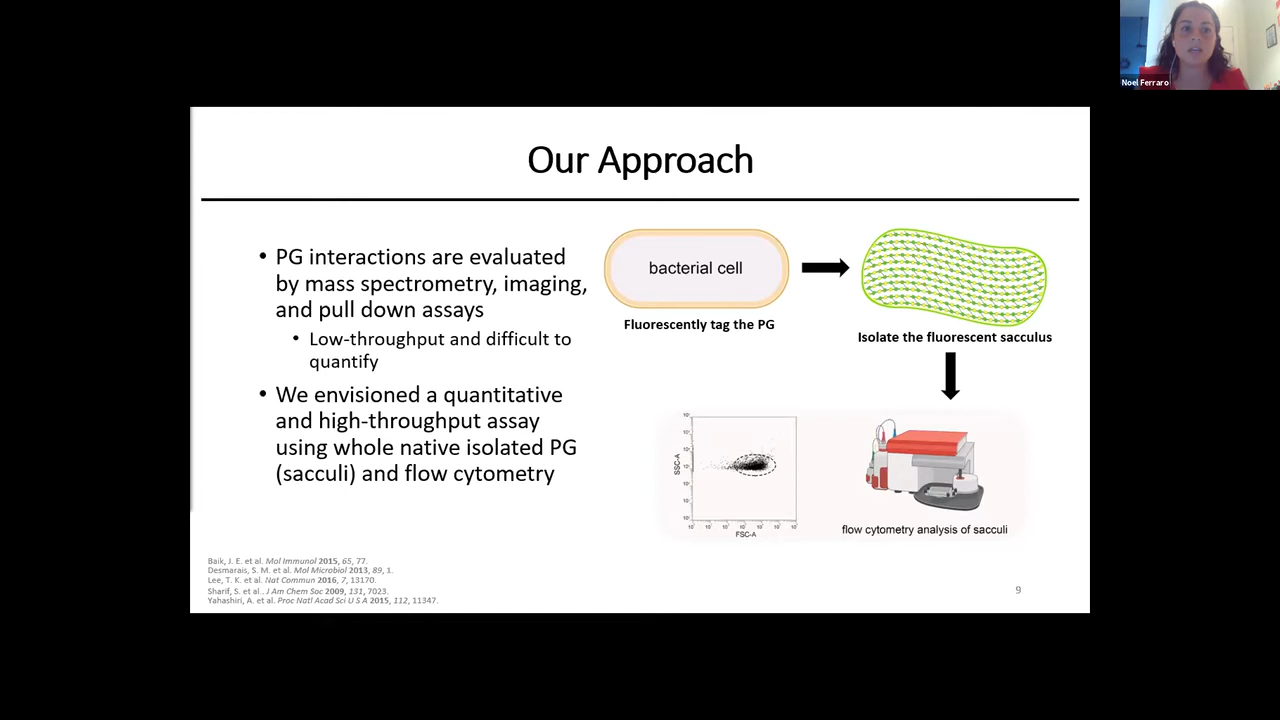 Noel Ferraro
Our Approach
• PG interactions are evaluated
by mass spectrometry, imaging,
and pull down assays
• Low-throughput and difficult to
quantify
• We envisioned a quantitative
and high-throughput assay
using whole native isolated PG
(sacculi) and flow cytometry
bacterial cell
Fluorescently tag the PG
Isolate the fluorescent sacculus
SSC-A
FSC-A
flow cytometry analysis of sacculi
Baik, J. E. et al. Mol Immunol 2015, 65, 77.
Desmarais, S. M. et al. Mol Microbiol 2013, 89, 1.
Lee, T. K. et al. Nat Commun 2016, 7, 13170.
Sharif, S. et al.. J Am Chem Soc 2009, 131, 7023.
Yahashiri, A. et al. Proc Natl Acad Sci U S A 2015, 112, 11347.
9